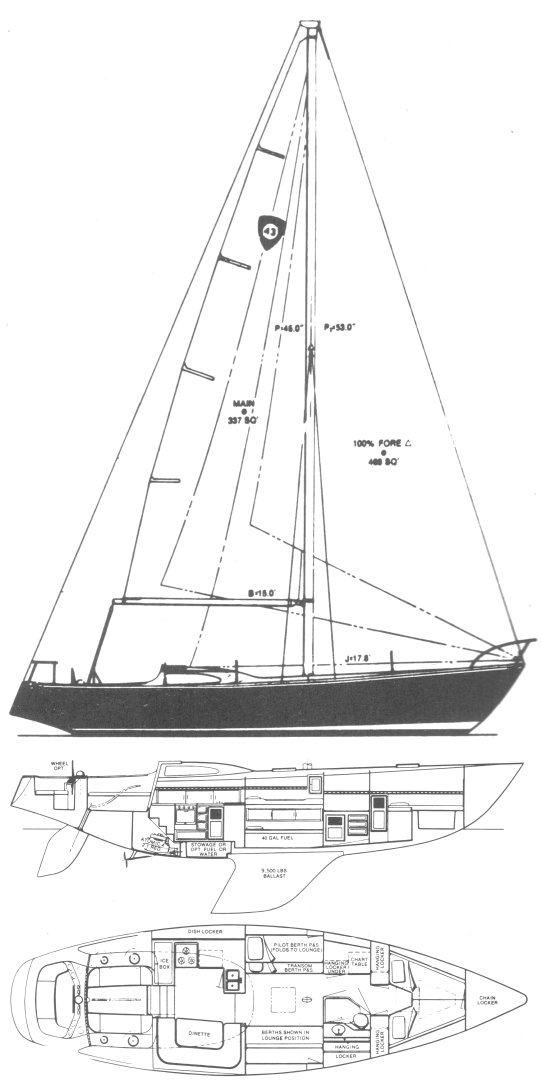 43
P=46.0"
P₁=53.0"
MAIN
@
337 SQ'
100% FORE △
@
469 SQ'
B=15.0'
J=17.8'
WHEEL
OPT.
40 GAL FUEL
STOWAGE OR
OPT. FUEL OR
WATER
9,500 LBS
BALLAST
DISH LOCKER
ICE
BOX
PILOT BERTH P&S
(FOLDS TO LOUNGE)
TRANSOM
BERTH P&S
HANGING
LOCKER
UNDER
CHART
TABLE
HANGING
LOCKER
CHAIN
LOCKER
DINETTE
BERTHS SHOWN IN
LOUNGE POSITION
HANGING
LOCKER
HANGING
LOCKER